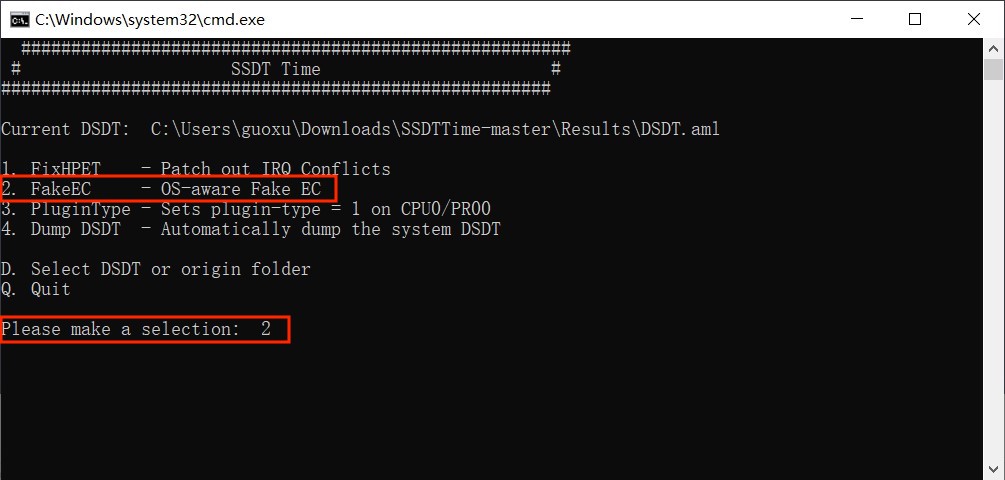 C:\Windows\system32\cmd.exe
#######################################################
# SSDT Time #
#######################################################
Current DSDT: C:\Users\guoxu\Downloads\SSDTTime-master\Results\DSDT.aml
1. FixHPET - Patch out IRQ Conflicts
2. FakeEC - OS-aware Fake EC
3. PluginType - Sets plugin-type = 1 on CPU0/PR00
4. Dump DSDT - Automatically dump the system DSDT
D. Select DSDT or origin folder
Q. Quit
Please make a selection: 2